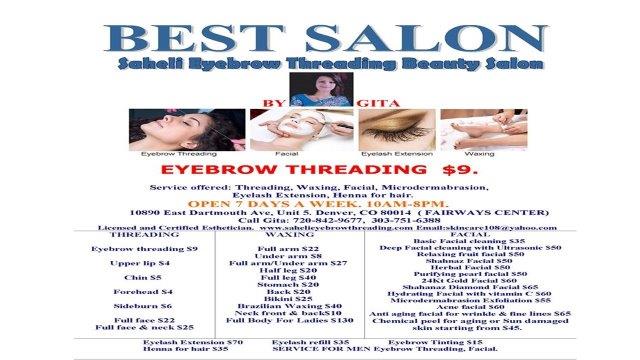 BEST SALON
Saheli Eyebrow Threading Beauty Salon
BY GITA
Eyebrow Threading Facial Eyelash Extension Waxing
EYEBROW THREADING $9.
Service offered: Threading, Waxing, Facial, Microdermabrasion,
Eyelash Extension, Henna for hair.
OPEN 7 DAYS A WEEK. 10AM-8PM.
10890 East Dartmouth Ave, Unit 5. Denver, CO 80014 ( FAIRWAYS CENTER)
Call Gita: 720-842-9677, 303-751-6388
Licensed and Certified Esthetician. www.sahelieyebrowthreading.com Email:skincare108@yahoo.com
THREADING
Eyebrow threading $9
Upper lip $4
Chin $5
Forehead $4
Sideburn $6
Full face $22
Full face & neck $25
WAXING
Full arm $22
Under arm $8
Full arm/Under arm $27
Half leg $20
Full leg $40
Stomach $20
Back $20
Bikini $25
Brazilian Waxing $40
Neck front & back$10
Full Body For Ladies $130
FACIAL
Basic Facial cleaning $35
Deep Facial cleaning with Ultrasonic $50
Relaxing fruit facial $50
Shahnaz Facial $50
Herbal Facial $50
Purifying pearl facial $50
24Kt Gold Facial $60
Shahanaz Diamond Facial $65
Hydrating Facial with vitamin C $60
Microdermabrasion Exfoliation $55
Acne facial $60
Anti aging facial for wrinkle & fine lines $65
Chemical peel for aging or Sun damaged
skin starting from $45.
Eyelash Extension $70 Eyelash refill $35 Eyebrow Tinting $15
Henna for hair $35 SERVICE FOR MEN Eyebrow Threading, Facial.